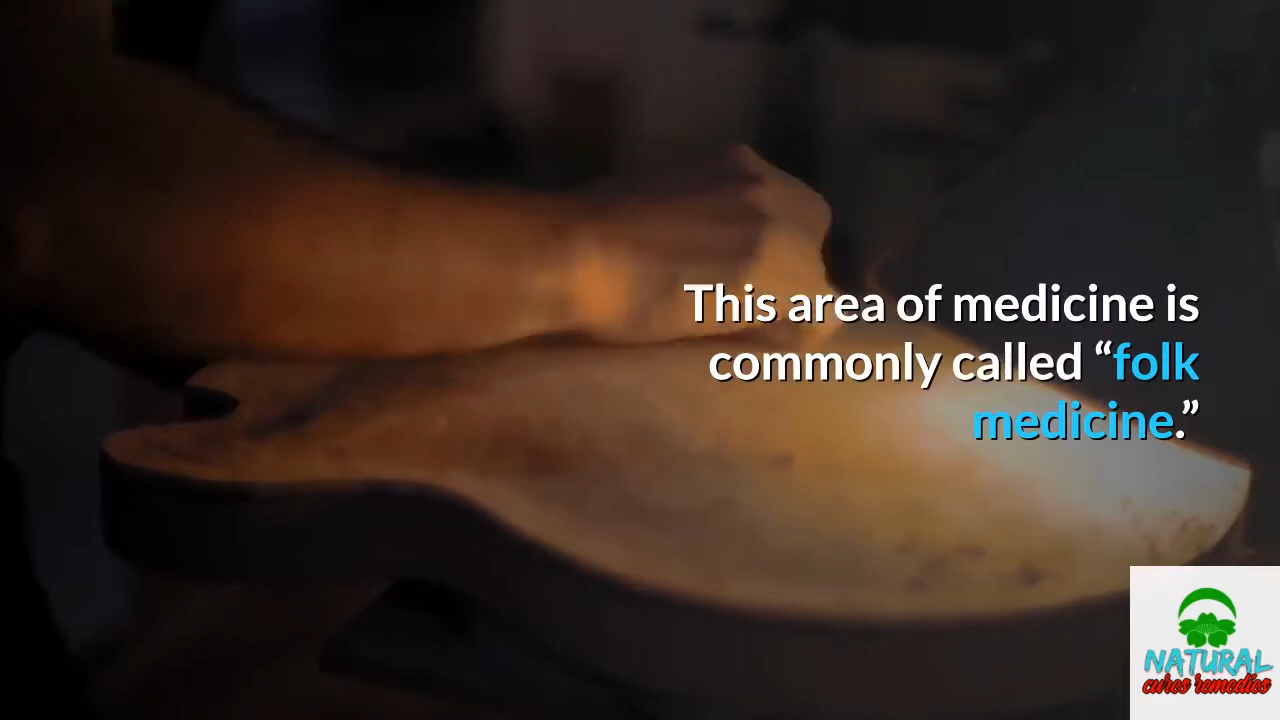 This area of medicine is
commonly called “folk
medicine.”
NATURAL
cures remedies